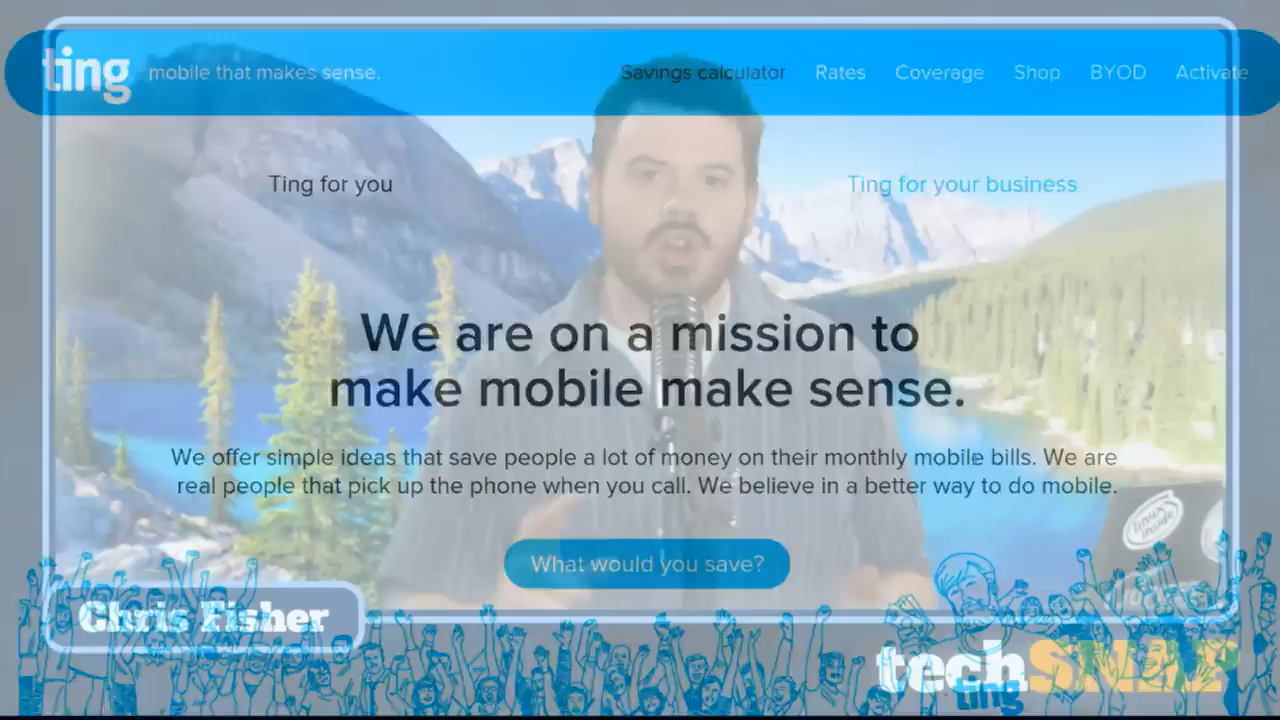 ting mobile that makes sense. Savings calculator Rates Coverage Shop BYOD Activate
Ting for you Ting for your business
We are on a mission to
make mobile make sense.
We offer simple ideas that save people a lot of money on their monthly mobile bills. We are
real people that pick up the phone when you call. We believe in a better way to do mobile.
linux
inside
What would you save?
Chris Fisher
techSNAP
ting